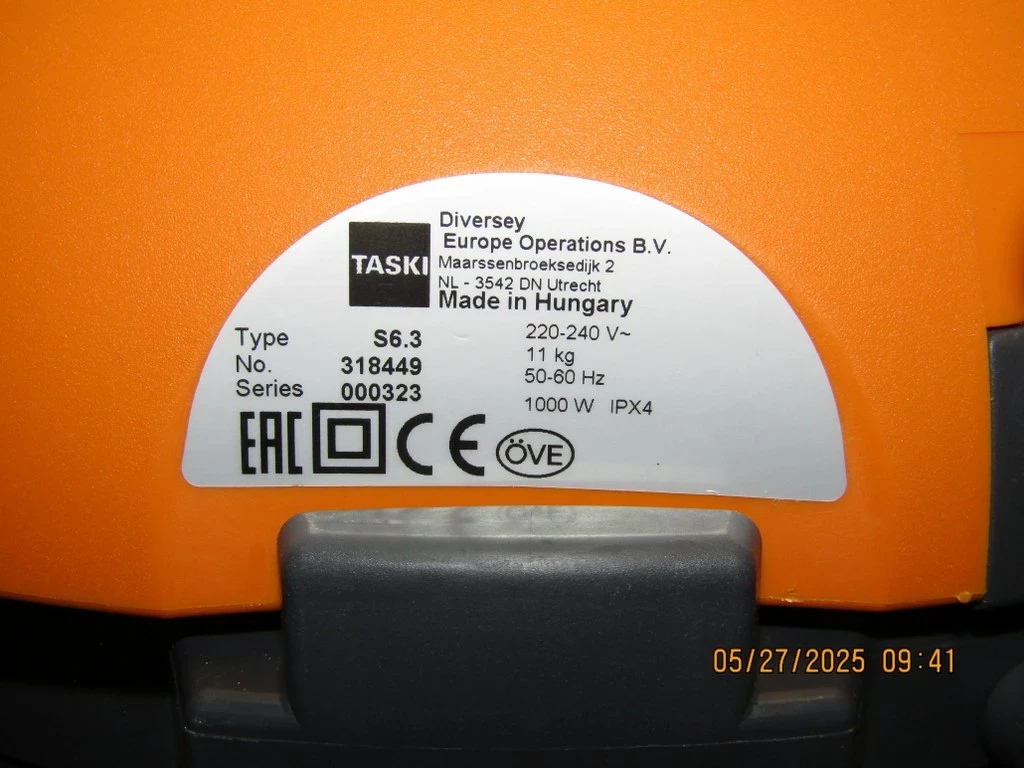 TASKI
Diversey
Europe Operations B.V.
Maarssenbroeksedijk 2
NL - 3542 DN Utrecht
Made in Hungary
Type S6.3 220-240 V~
No. 318449 11 kg
Series 000323 50-60 Hz
1000 W IPX4
EAC CE ÖVE
05/27/2025 09:41